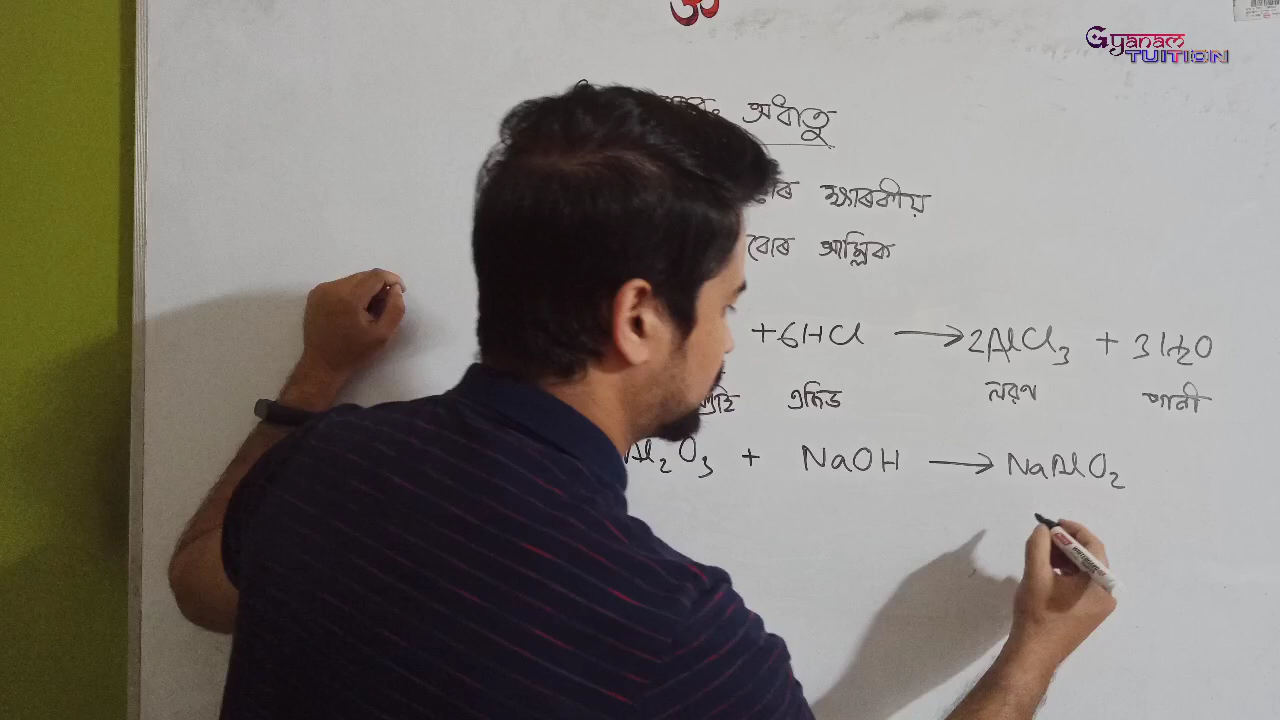 Gyanam
TUITION
অধাতু
ক্ষাৰকীয়
বোৰ আম্লিক
+6HCl ⟶ 2AlCl₃ + 3H₂O
এচিড লৱণ পানী
Al₂O₃ + NaOH ⟶ NaAlO₂